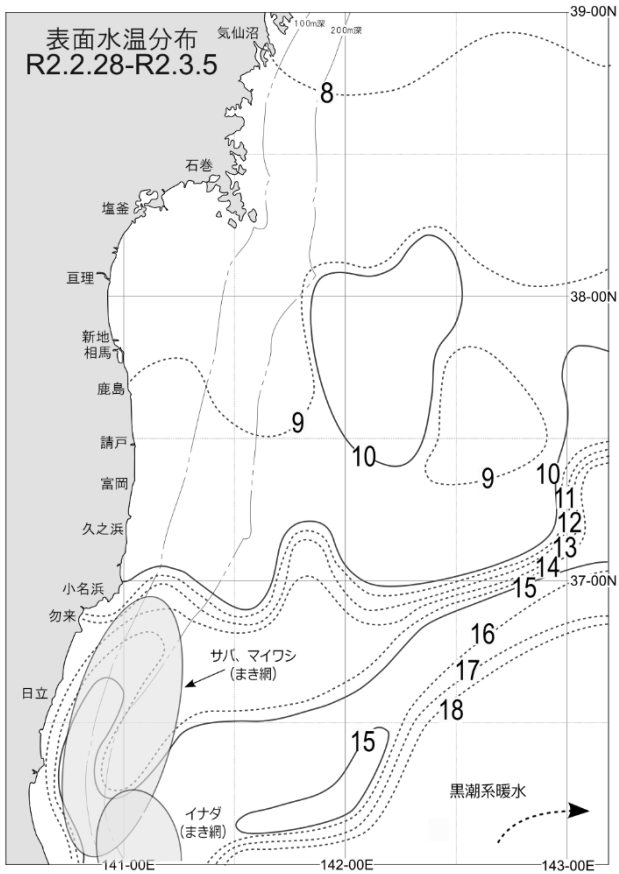 表面水温分布
R2.2.28-R2.3.5
気仙沼
100m深
200m深
39-00N
8
石巻
塩釜
亘理
38-00N
新地
相馬
鹿島
9
請戸
10
9
10
富岡
11
久之浜
12
13
14
37-00N
小名浜
15
勿来
16
サバ、マイワシ
(まき網)
17
日立
18
15
黒潮系暖水
イナダ
(まき網)
141-00E
142-00E
143-00E